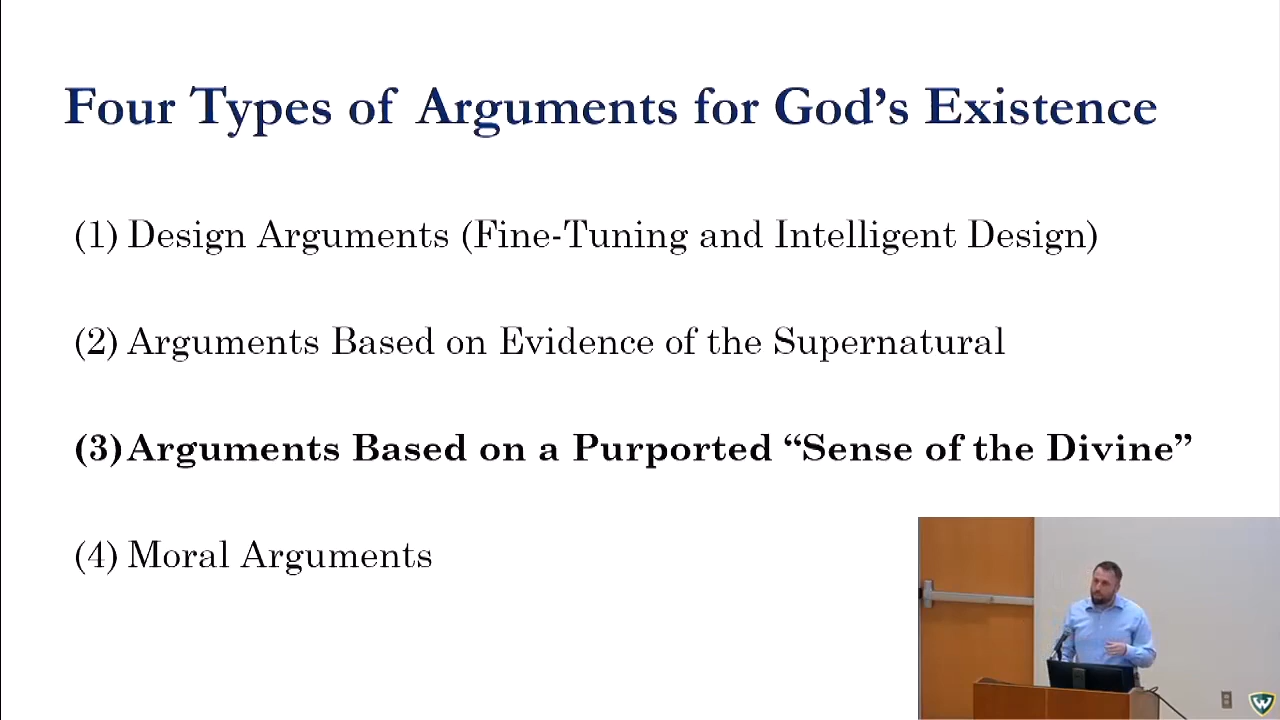 Four Types of Arguments for God’s Existence
(1) Design Arguments (Fine-Tuning and Intelligent Design)
(2) Arguments Based on Evidence of the Supernatural
(3) Arguments Based on a Purported “Sense of the Divine”
(4) Moral Arguments
W